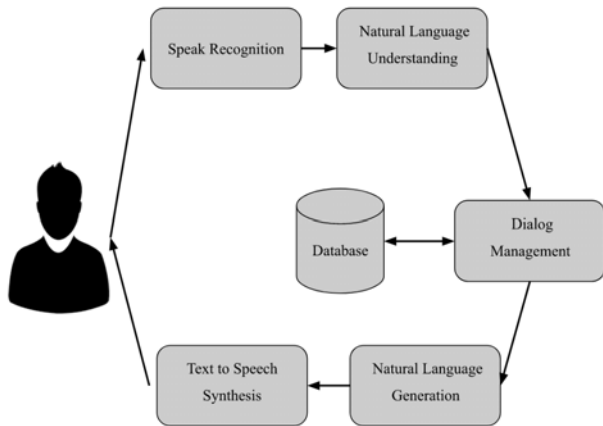 Speak Recognition
Natural Language
Understanding
Dialog
Management
Database
Natural Language
Generation
Text to Speech
Synthesis